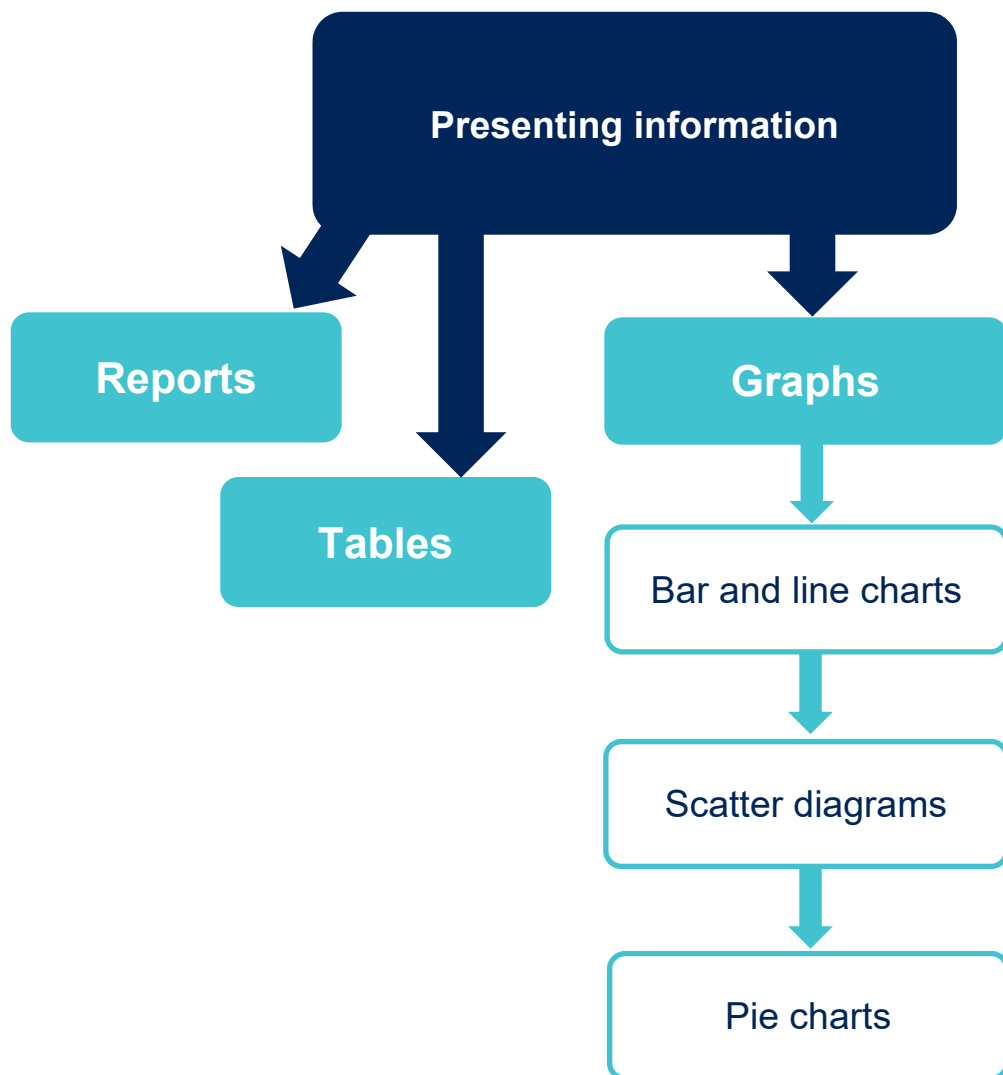 Presenting information
Reports
Graphs
Tables
Bar and line charts
Scatter diagrams
Pie charts